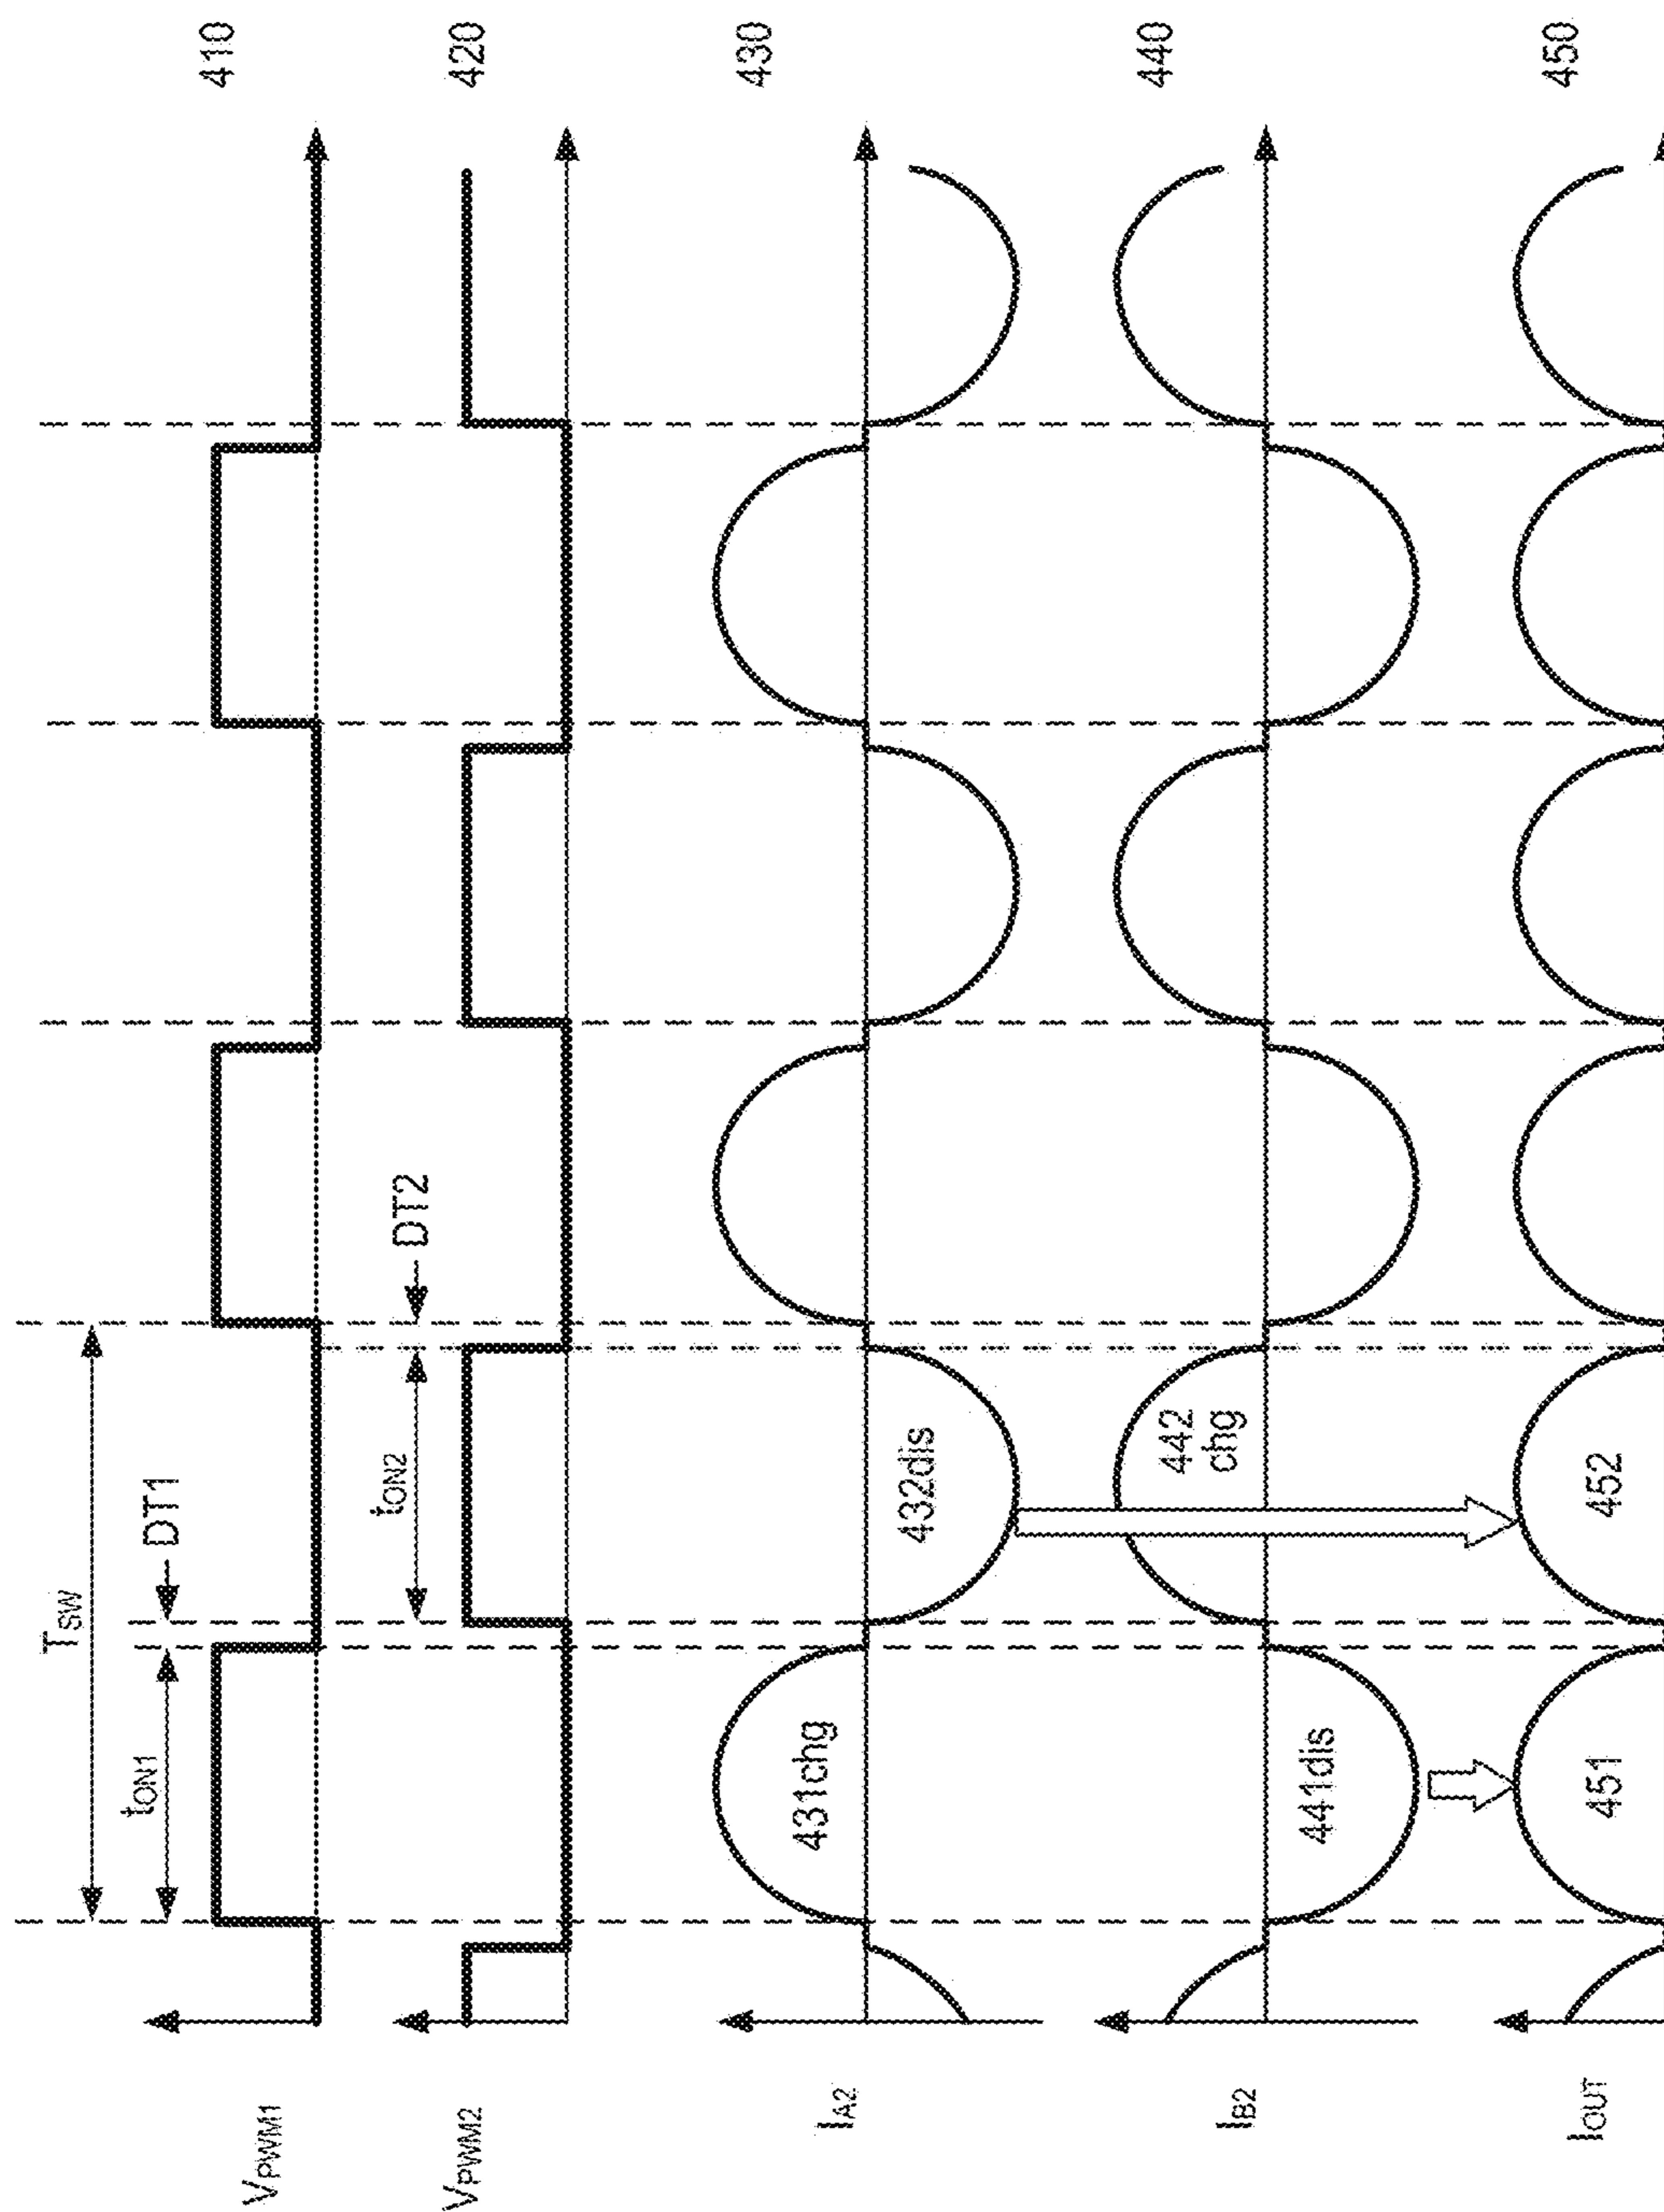 T_SW
t_ON1
DT1
V_PWM1
410
t_ON2
DT2
V_PWM2
420
431chg
432dis
I_A2
430
441dis
442
chg
I_B2
440
451
452
I_OUT
450